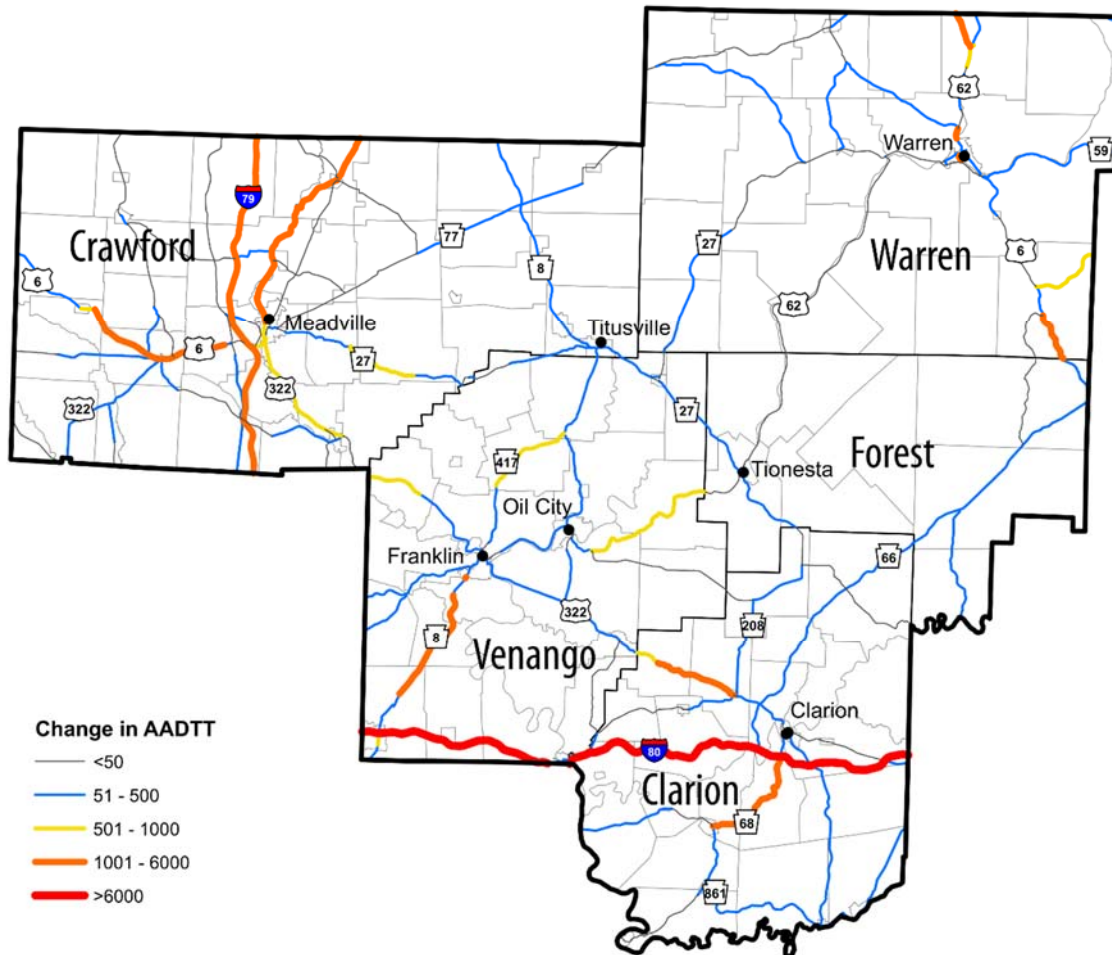 62
Warren
59
79
Crawford
77
27
6
8
6
Warren
62
Meadville
Titusville
6
27
322
322
27
Forest
417
Tionesta
Oil City
Franklin
66
322
208
8
Venango
Clarion
80
Clarion
68
861
Change in AADTT
<50
51 - 500
501 - 1000
1001 - 6000
>6000